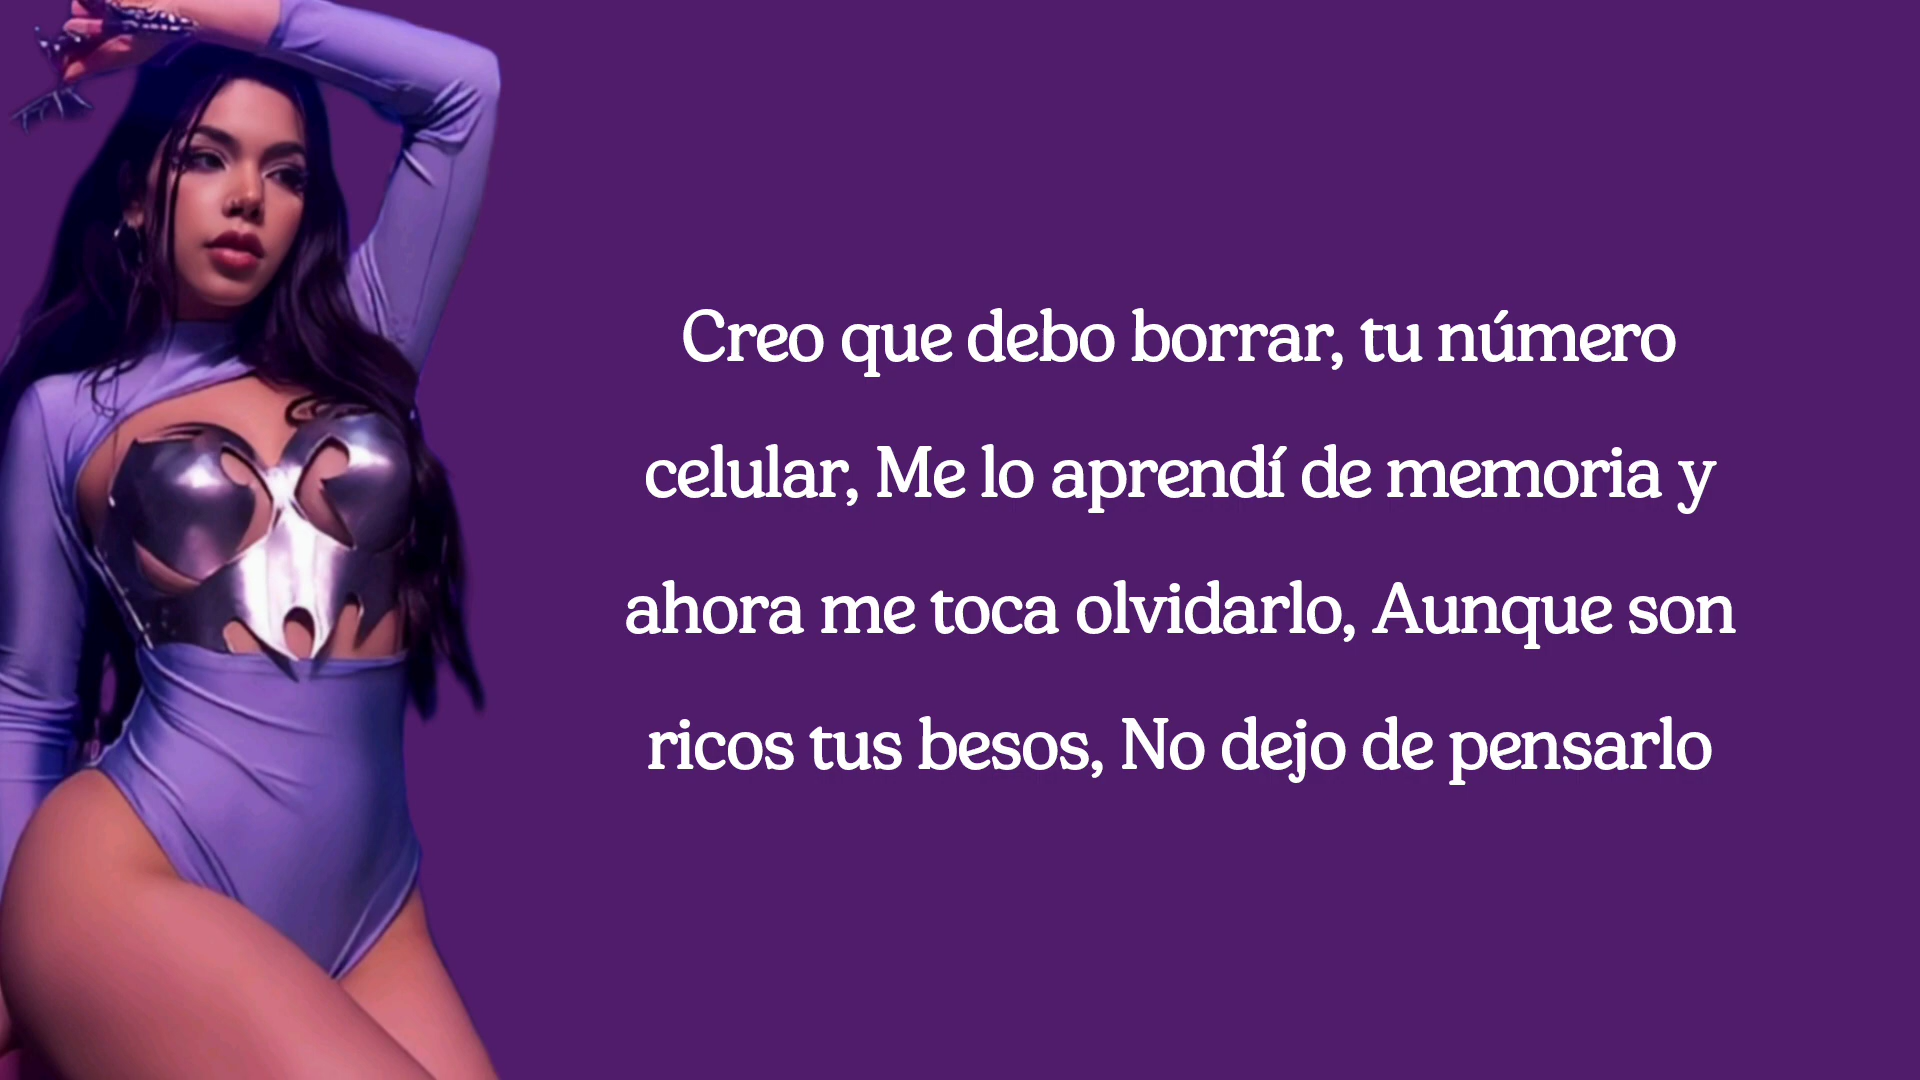 Creo que debo borrar, tu número
celular, Me lo aprendí de memoria y
ahora me toca olvidarlo, Aunque son
ricos tus besos, No dejo de pensarlo